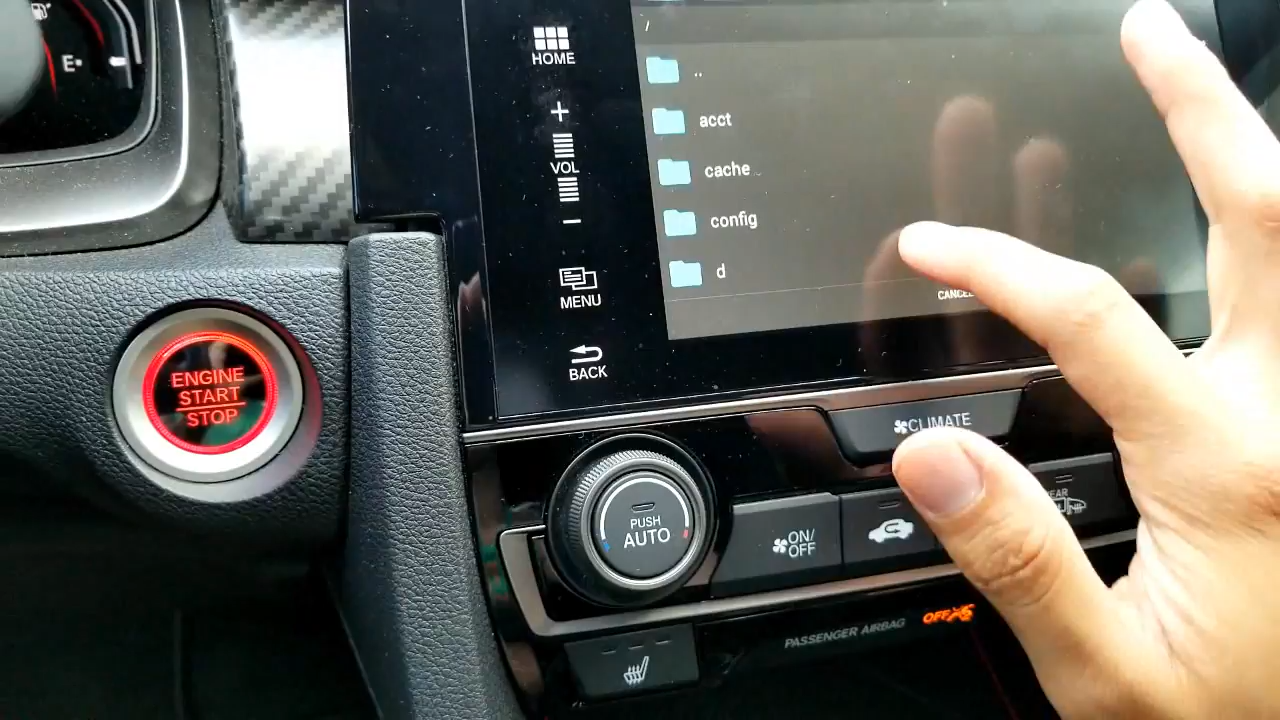 E
HOME
+
VOL
−
MENU
BACK
/
..
acct
cache
config
d
CANCEL
ENGINE
START
STOP
CLIMATE
PUSH
AUTO
ON/
OFF
REAR
PASSENGER AIRBAG
OFF